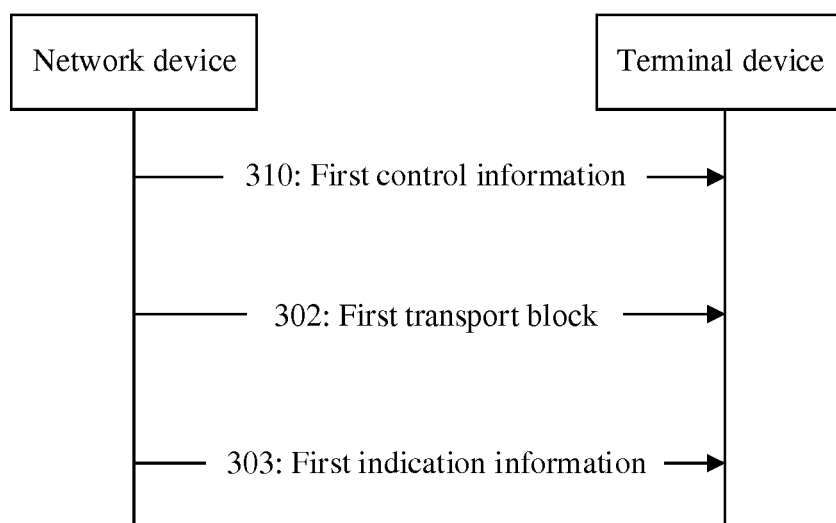 Network device
Terminal device
310: First control information
302: First transport block
303: First indication information